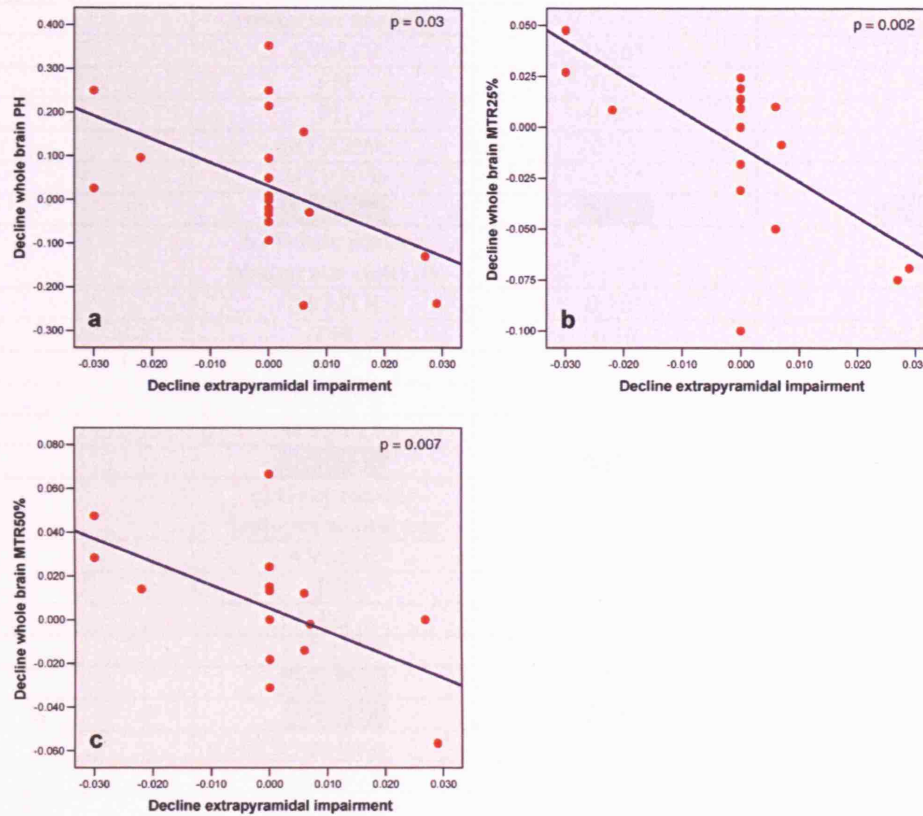 p = 0.03
Decline whole brain PH
0.400
0.300
0.200
0.100
0.000
-0.100
-0.200
-0.300
a
-0.030 -0.020 -0.010 0.000 0.010 0.020 0.030
Decline extrapyramidal impairment
p = 0.002
Decline whole brain MTR25%
0.050
0.025
0.000
-0.025
-0.050
-0.075
-0.100
b
-0.030 -0.020 -0.010 0.000 0.010 0.020 0.030
Decline extrapyramidal impairment
p = 0.007
Decline whole brain MTR50%
0.080
0.060
0.040
0.020
0.000
-0.020
-0.040
-0.060
c
-0.030 -0.020 -0.010 0.000 0.010 0.020 0.030
Decline extrapyramidal impairment